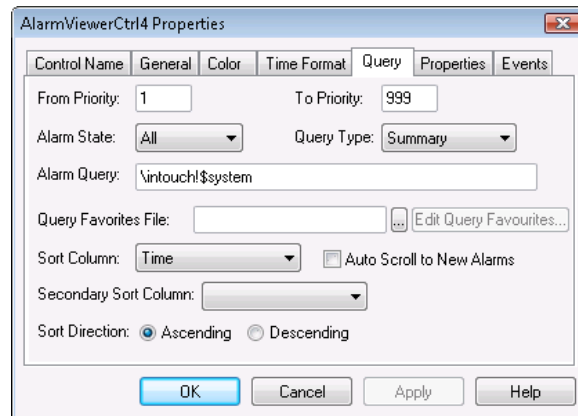 AlarmViewerCtrl4 Properties
Control Name General Color Time Format Query Properties Events
From Priority: 1 To Priority: 999
Alarm State: All Query Type: Summary
Alarm Query: \intouch!$system
Query Favorites File: ... Edit Query Favourites...
Sort Column: Time Auto Scroll to New Alarms
Secondary Sort Column:
Sort Direction: Ascending Descending
OK Cancel Apply Help